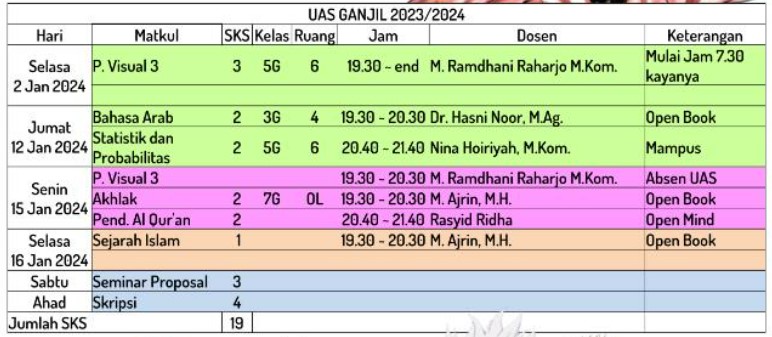 UAS GANJIL 2023/2024
Hari Matkul SKS Kelas Ruang Jam Dosen Keterangan
Selasa 2 Jan 2024 P. Visual 3 3 5G 6 19.30 - end M. Ramdhani Raharjo M.Kom. Mulai Jam 7.30 kayanya
Jumat 12 Jan 2024 Bahasa Arab 2 3G 4 19.30 - 20.30 Dr. Hasni Noor, M.Ag. Open Book
Statistik dan Probabilitas 2 5G 6 20.40 - 21.40 Nina Hoiriyah, M.Kom. Mampus
Senin 15 Jan 2024 P. Visual 3 19.30 - 20.30 M. Ramdhani Raharjo M.Kom. Absen UAS
Akhlak 2 7G OL 19.30 - 20.30 M. Ajrin, M.H. Open Book
Pend. Al Qur'an 2 20.40 - 21.40 Rasyid Ridha Open Mind
Selasa 16 Jan 2024 Sejarah Islam 1 19.30 - 20.30 M. Ajrin, M.H. Open Book
Sabtu Seminar Proposal 3
Ahad Skripsi 4
Jumlah SKS 19